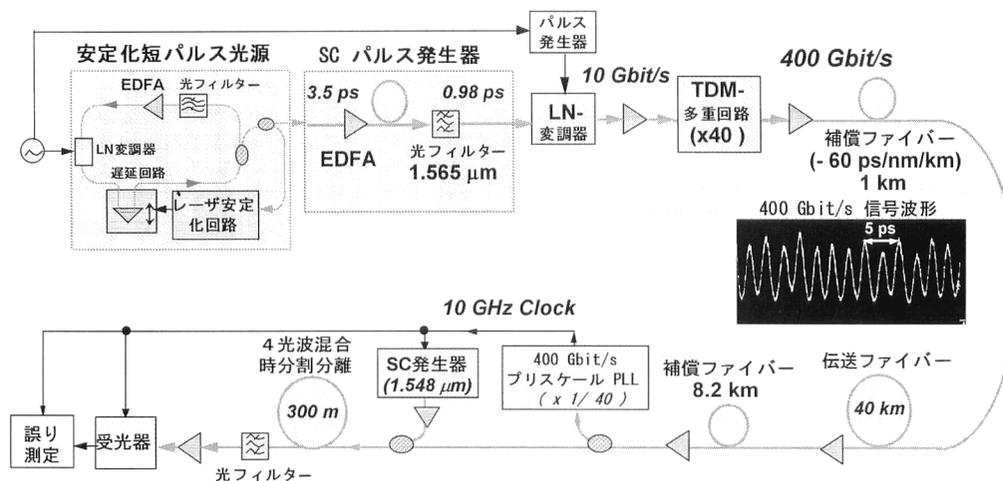 パルス
発生器
安定化短パルス光源
SC パルス発生器
EDFA
光フィルター
3.5 ps
0.98 ps
10 Gbit/s
400 Gbit/s
LN-
変調器
TDM-
多重回路
(x40)
LN変調器
EDFA
光フィルター
1.565 μm
補償ファイバー
(- 60 ps/nm/km)
1 km
遅延回路
レーザ安定
化回路
400 Gbit/s 信号波形
5 ps
10 GHz Clock
4光波混合
時分割分離
SC発生器
(1.548 μm)
400 Gbit/s
プリスケール PLL
( x 1/ 40 )
補償ファイバー
8.2 km
伝送ファイバー
300 m
40 km
誤り
測定
受光器
光フィルター